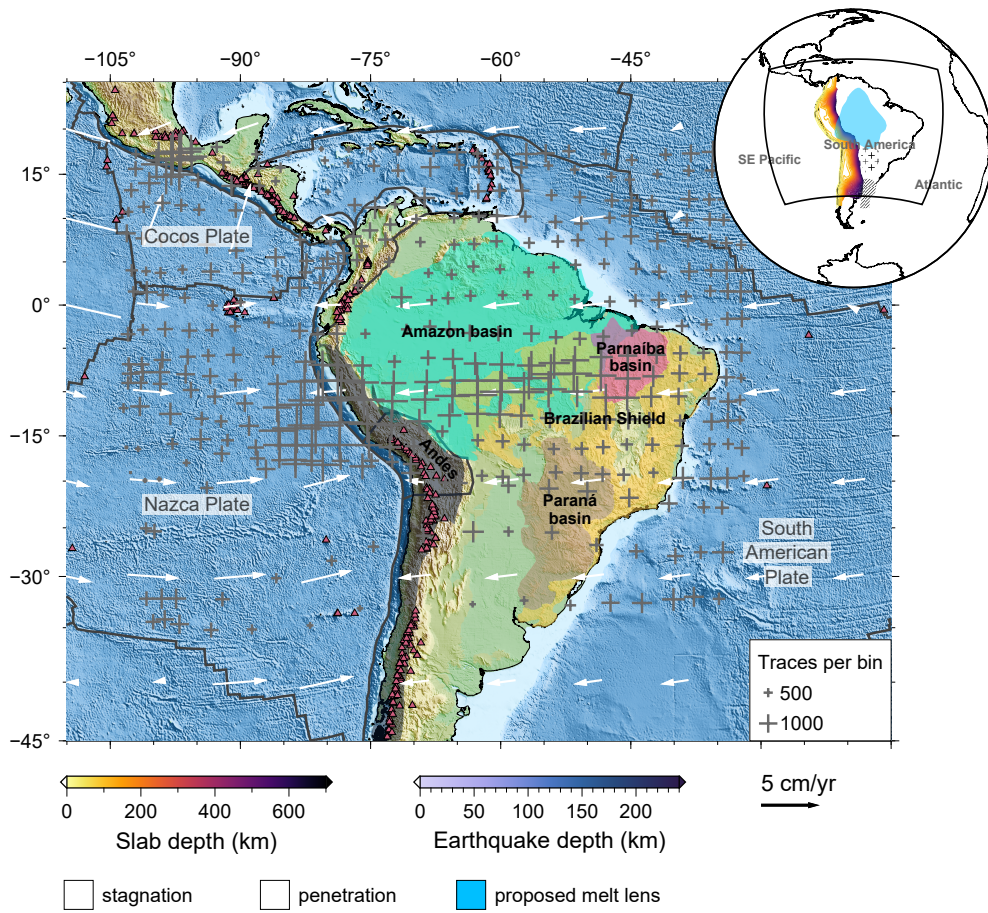 −105° −90° −75° −60° −45°
SE Pacific
South America
Atlantic
15°
0°
−15°
−30°
−45°
Cocos Plate
Amazon basin
Parnaíba
basin
Brazilian Shield
Andes
Nazca Plate
Paraná
basin
South
American
Plate
Traces per bin
500
1000
0 200 400 600
Slab depth (km)
0 50 100 150 200
Earthquake depth (km)
5 cm/yr
stagnation
penetration
proposed melt lens